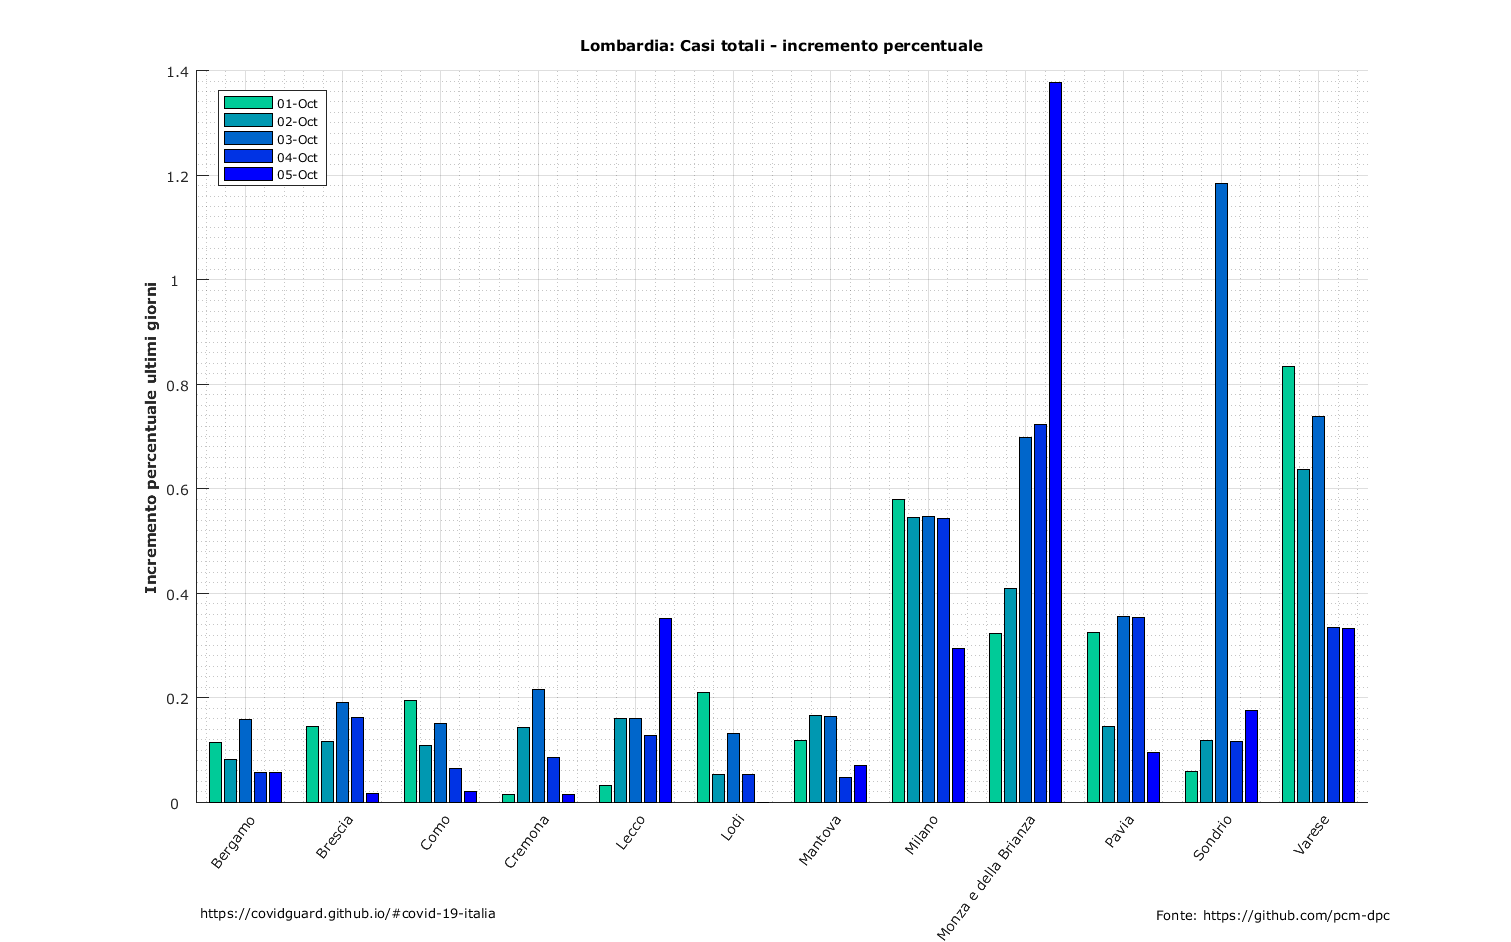 Lombardia: Casi totali - incremento percentuale
1.4
1.2
1
0.8
0.6
0.4
0.2
0
Incremento percentuale ultimi giorni
01-Oct
02-Oct
03-Oct
04-Oct
05-Oct
Bergamo
Brescia
Como
Cremona
Lecco
Lodi
Mantova
Milano
Monza e della Brianza
Pavia
Sondrio
Varese
https://covidguard.github.io/#covid-19-italia
Fonte: https://github.com/pcm-dpc